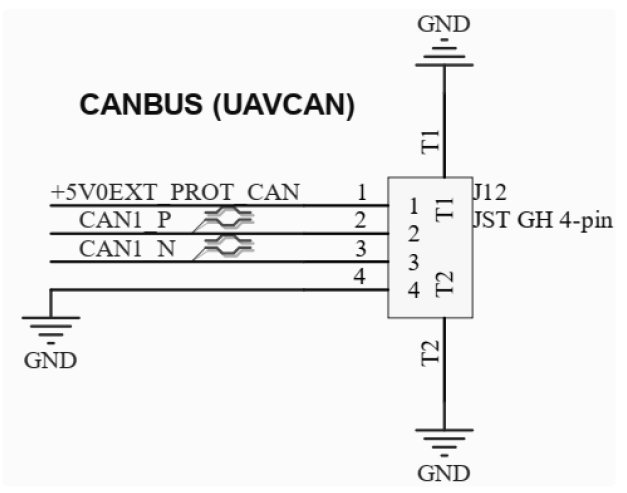 GND
CANBUS (UAVCAN)
T1
+5V0EXT_PROT_CAN 1 1 T1 J12
CAN1_P 2 2 JST GH 4-pin
CAN1_N 3 3
4 4 T2
GND
T2
GND